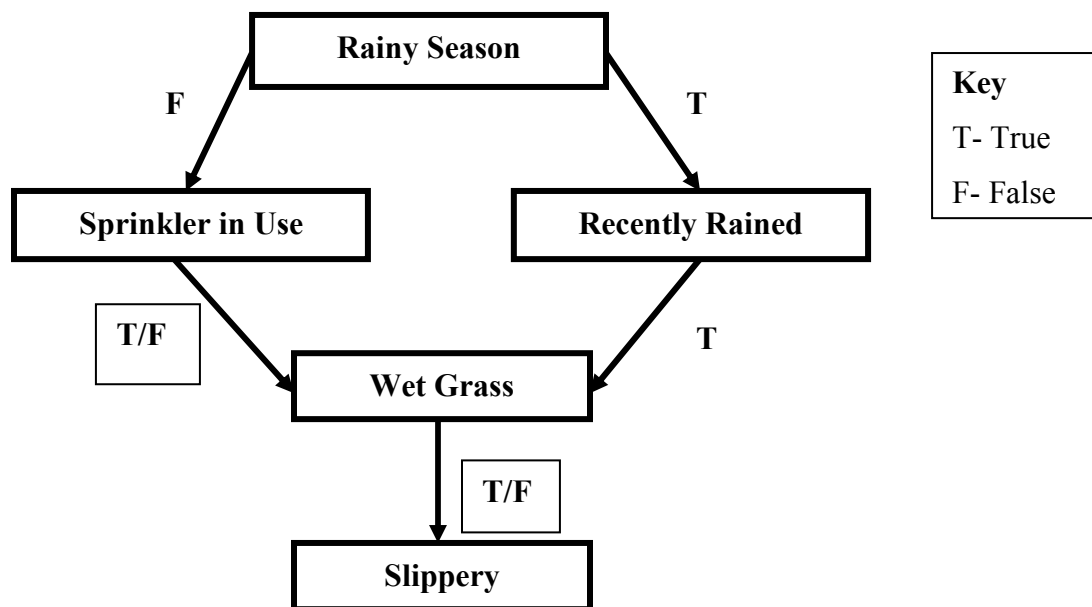 Rainy Season
Key
T- True
F- False
F
T
Sprinkler in Use
Recently Rained
T/F
T
Wet Grass
T/F
Slippery